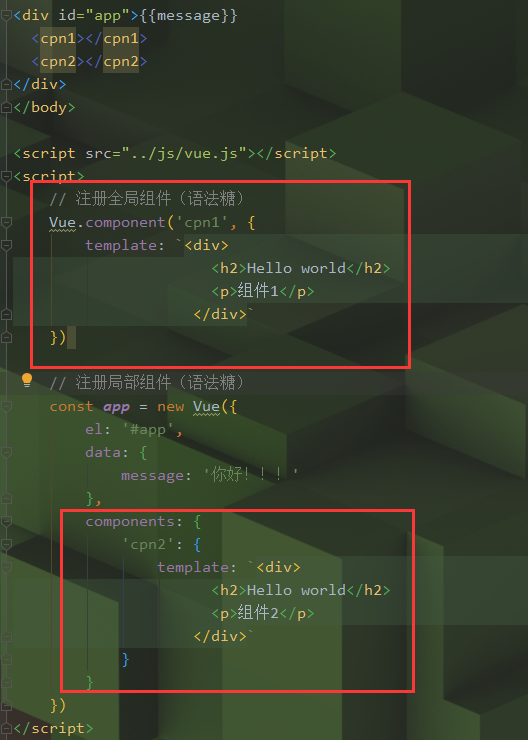 <div id="app">{{message}}
<cpn1></cpn1>
<cpn2></cpn2>
</div>
</body>
<script src="../js/vue.js"></script>
<script>
// 注册全局组件（语法糖）
Vue.component('cpn1', {
template: `<div>
<h2>Hello world</h2>
<p>组件1</p>
</div>`
})
// 注册局部组件（语法糖）
const app = new Vue({
el: '#app',
data: {
message: '你好！！！'
},
components: {
'cpn2': {
template: `<div>
<h2>Hello world</h2>
<p>组件2</p>
</div>`
}
}
})
</script>